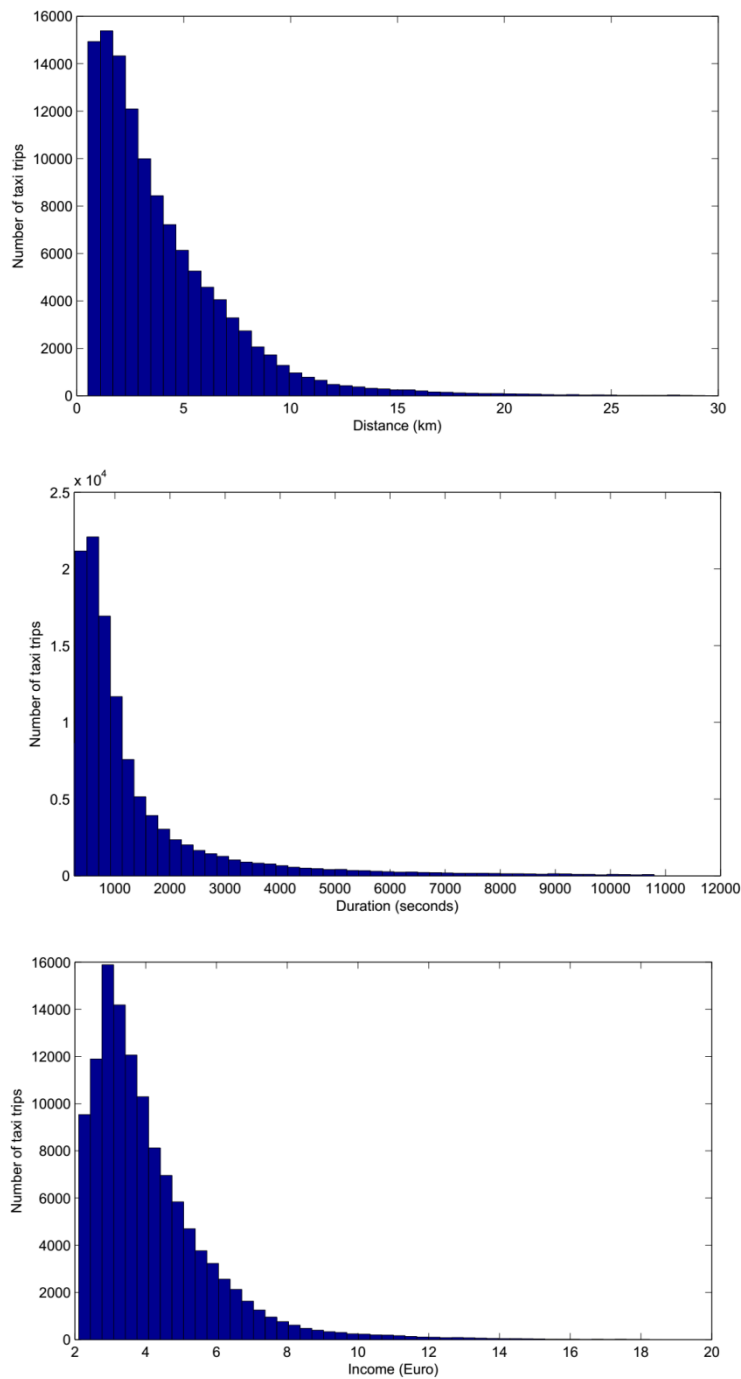 16000
14000
12000
10000
8000
6000
4000
2000
0
Number of taxi trips
0 5 10 15 20 25 30
Distance (km)
x 10^4
2.5
2
1.5
1
0.5
0
Number of taxi trips
1000 2000 3000 4000 5000 6000 7000 8000 9000 10000 11000 12000
Duration (seconds)
16000
14000
12000
10000
8000
6000
4000
2000
0
Number of taxi trips
2 4 6 8 10 12 14 16 18 20
Income (Euro)